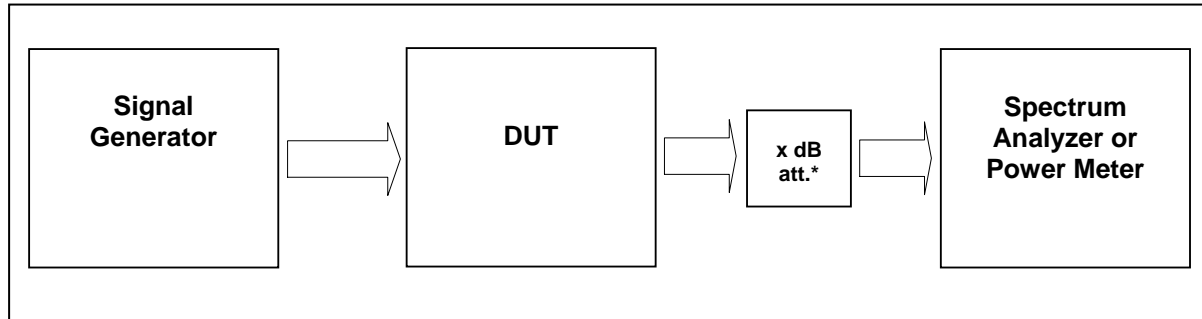 Signal
Generator
DUT
x dB
att.*
Spectrum
Analyzer or
Power Meter